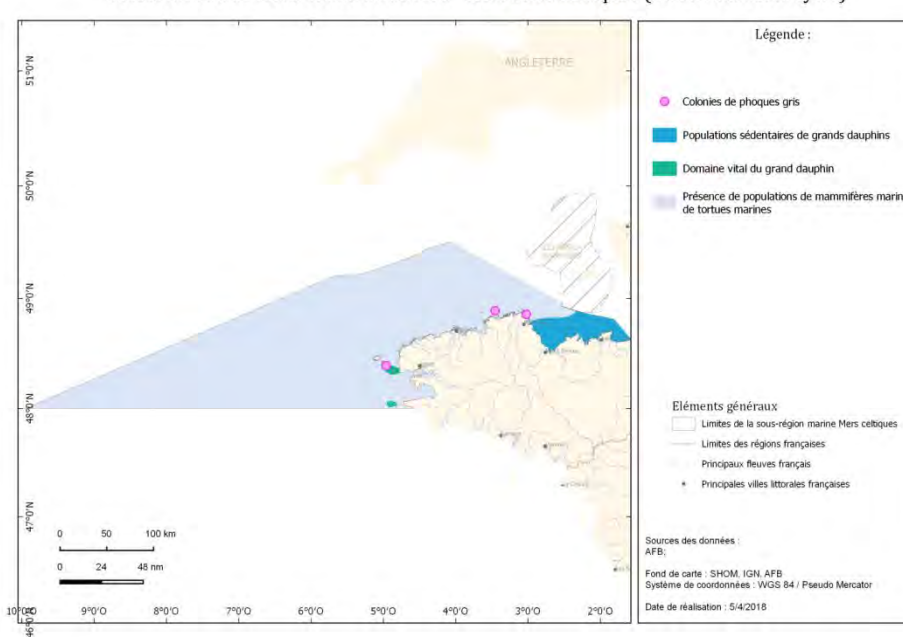 ANGLETERRE
51°0'N
50°0'N
49°0'N
48°0'N
47°0'N
46°0'N
0 50 100 km
0 24 48 nm
10°0'O 9°0'O 8°0'O 7°0'O 6°0'O 5°0'O 4°0'O 3°0'O 2°0'O
Légende :
Colonies de phoques gris
Populations sédentaires de grands dauphins
Domaine vital du grand dauphin
Présence de populations de mammifères marin
de tortues marines
Eléments généraux
Limites de la sous-région marine Mers celtiques
Limites des régions françaises
Principaux fleuves français
Principales villes littorales françaises
Sources des données :
AFB;
Fond de carte : SHOM, IGN, AFB
Système de coordonnées : WGS 84 / Pseudo Mercator
Date de réalisation : 5/4/2018